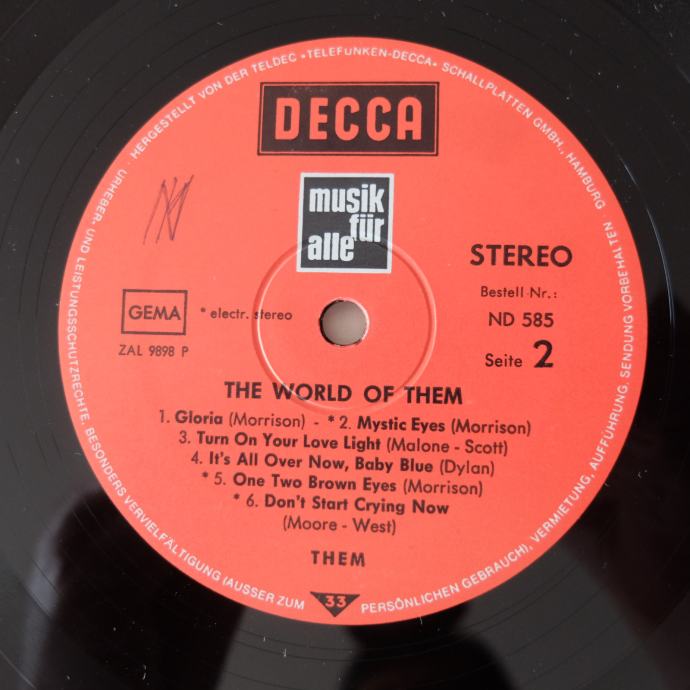 HERGESTELLT VON DER TELDEC »TELEFUNKEN-DECCA« SCHALLPLATTEN GMBH., HAMBURG
URHEBER- UND LEISTUNGSSCHUTZRECHTE, BESONDERS VERVIELFÄLTIGUNG (AUSSER ZUM PERSÖNLICHEN GEBRAUCH), VERMIETUNG, AUFFÜHRUNG, SENDUNG VORBEHALTEN
DECCA
musik
für
alle
STEREO
Bestell-Nr.:
GEMA
* electr. stereo
ND 585
ZAL 9898 P
Seite 2
THE WORLD OF THEM
1. Gloria (Morrison) - * 2. Mystic Eyes (Morrison)
3. Turn On Your Love Light (Malone - Scott)
4. It's All Over Now, Baby Blue (Dylan)
* 5. One Two Brown Eyes (Morrison)
* 6. Don't Start Crying Now
(Moore - West)
THEM
33